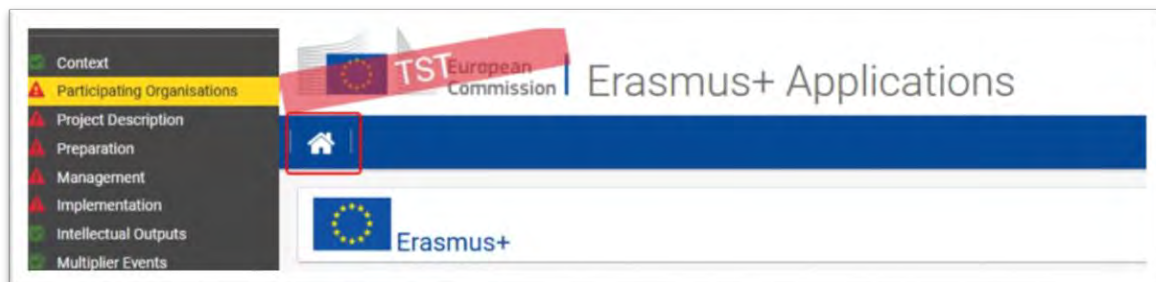 Context
Participating Organisations
Project Description
Preparation
Management
Implementation
Intellectual Outputs
Multiplier Events
TST
European
Commission
Erasmus+ Applications
Erasmus+